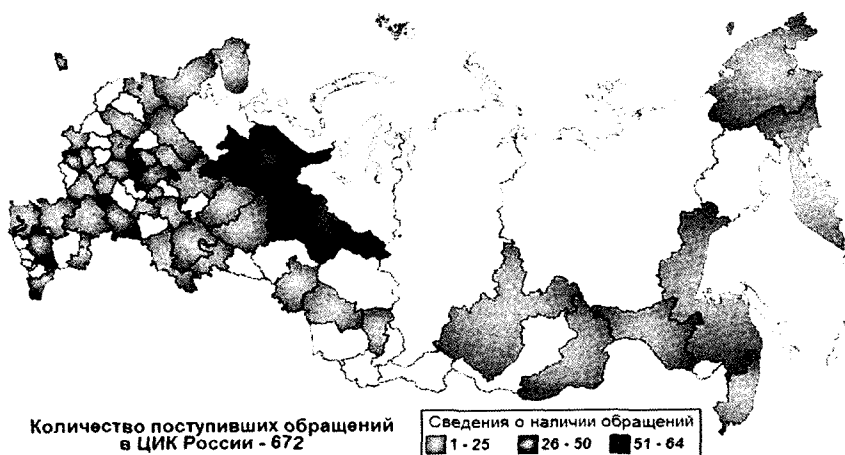 Количество поступивших обращений
в ЦИК России - 672
Сведения о наличии обращений
1 - 25 26 - 50 51 - 64